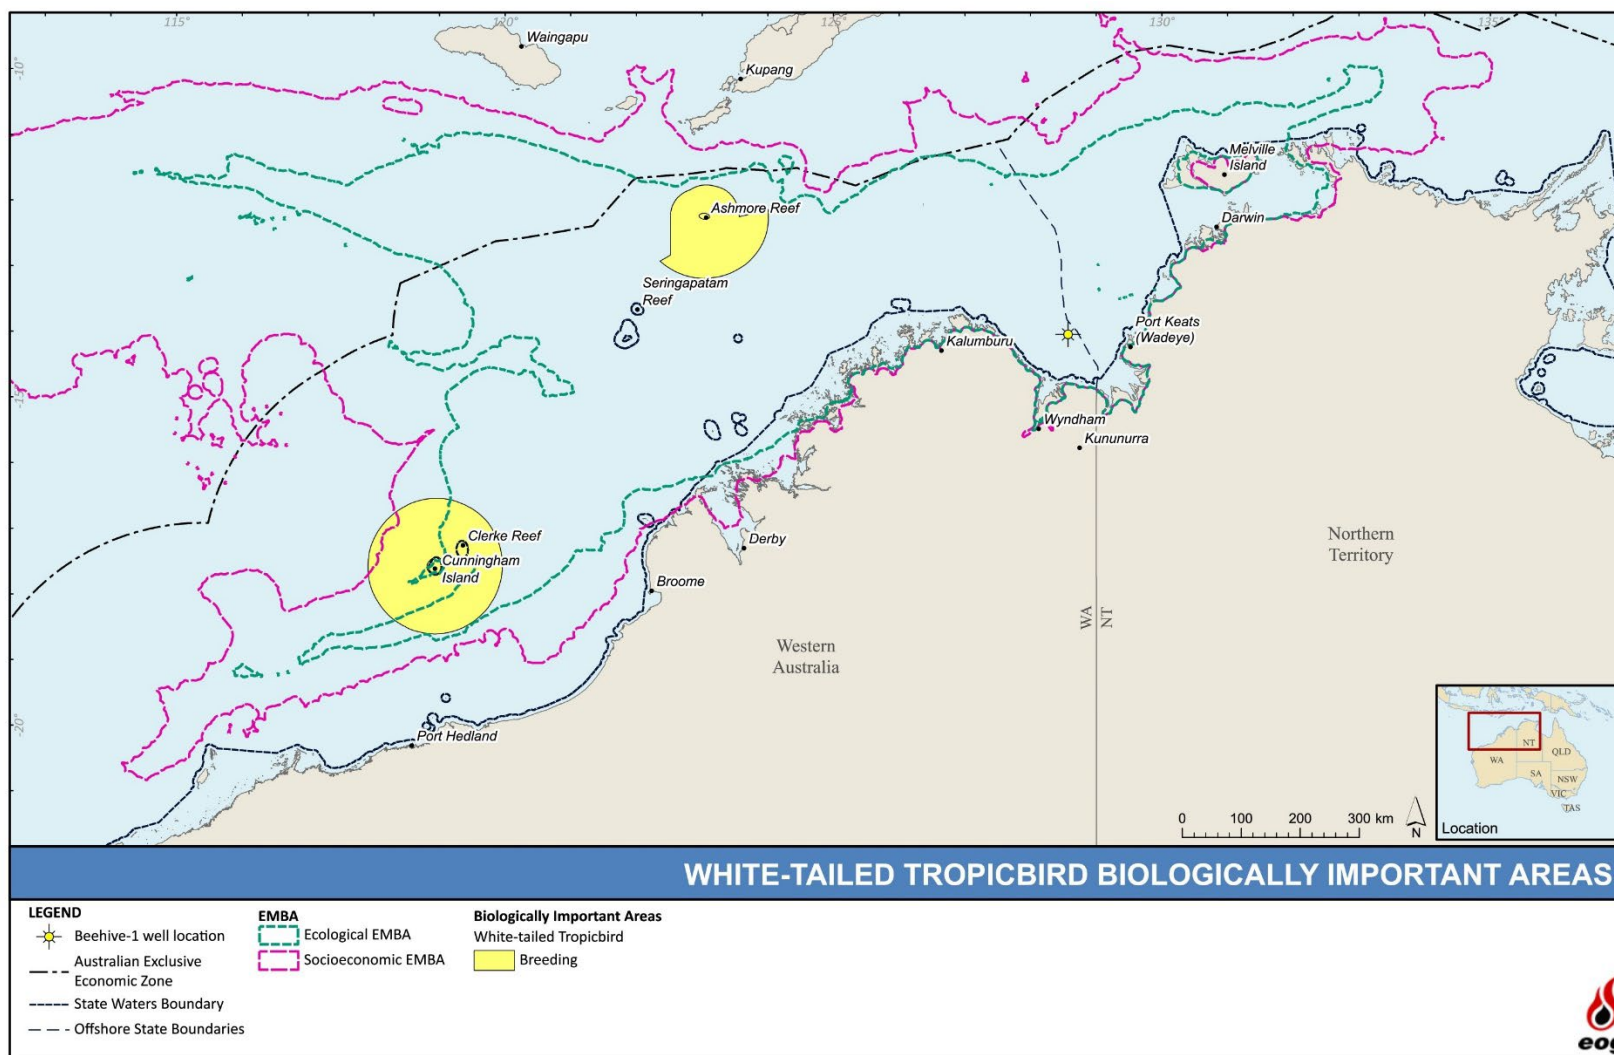 115°
120°
125°
130°
135°
-10°
-15°
-20°
Waingapu
Kupang
Melville
Island
Ashmore Reef
Darwin
Seringapatam
Reef
Port Keats
(Wadeye)
Kalumburu
Wyndham
Kununurra
Clerke Reef
Cunningham
Island
Derby
Broome
Northern
Territory
WA
NT
Western
Australia
Port Hedland
0 100 200 300 km
N
NT
QLD
WA
SA
NSW
VIC
TAS
Location
WHITE-TAILED TROPICBIRD BIOLOGICALLY IMPORTANT AREAS
LEGEND
Beehive-1 well location
Australian Exclusive
Economic Zone
State Waters Boundary
Offshore State Boundaries
EMBA
Ecological EMBA
Socioeconomic EMBA
Biologically Important Areas
White-tailed Tropicbird
Breeding
eog